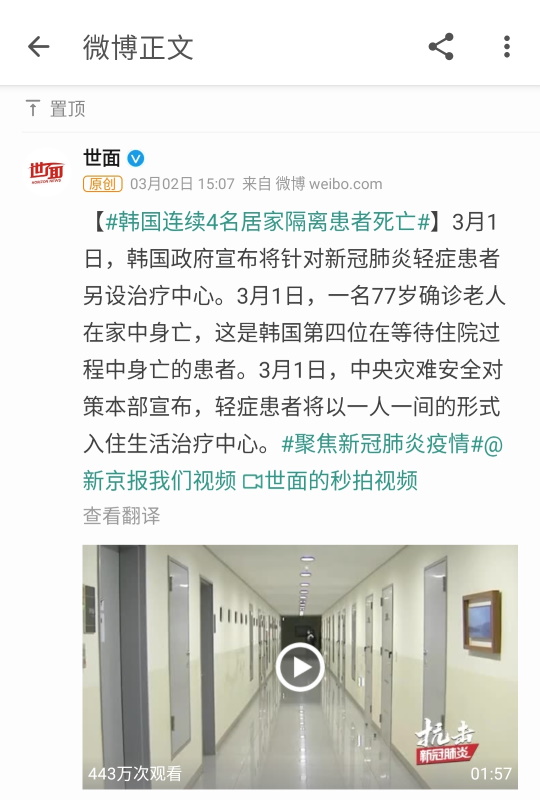 微博正文
置顶
世面
世面
HORIZON NEWS
原创 03月02日 15:07 来自 微博 weibo.com
【#韩国连续4名居家隔离患者死亡#】3月1
日，韩国政府宣布将针对新冠肺炎轻症患者
另设治疗中心。3月1日，一名77岁确诊老人
在家中身亡，这是韩国第四位在等待住院过
程中身亡的患者。3月1日，中央灾难安全对
策本部宣布，轻症患者将以一人一间的形式
入住生活治疗中心。#聚焦新冠肺炎疫情#@
新京报我们视频 世面的秒拍视频
查看翻译
抗击
新冠肺炎
443万次观看 01:57